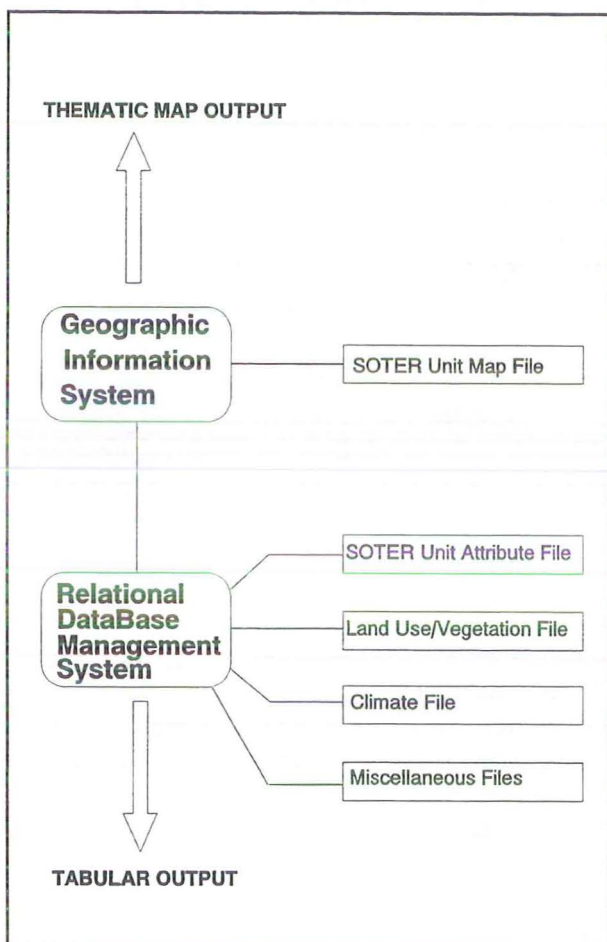 THEMATIC MAP OUTPUT
Geographic
Information
System
SOTER Unit Map File
SOTER Unit Attribute File
Relational
DataBase
Management
System
Land Use/Vegetation File
Climate File
Miscellaneous Files
TABULAR OUTPUT